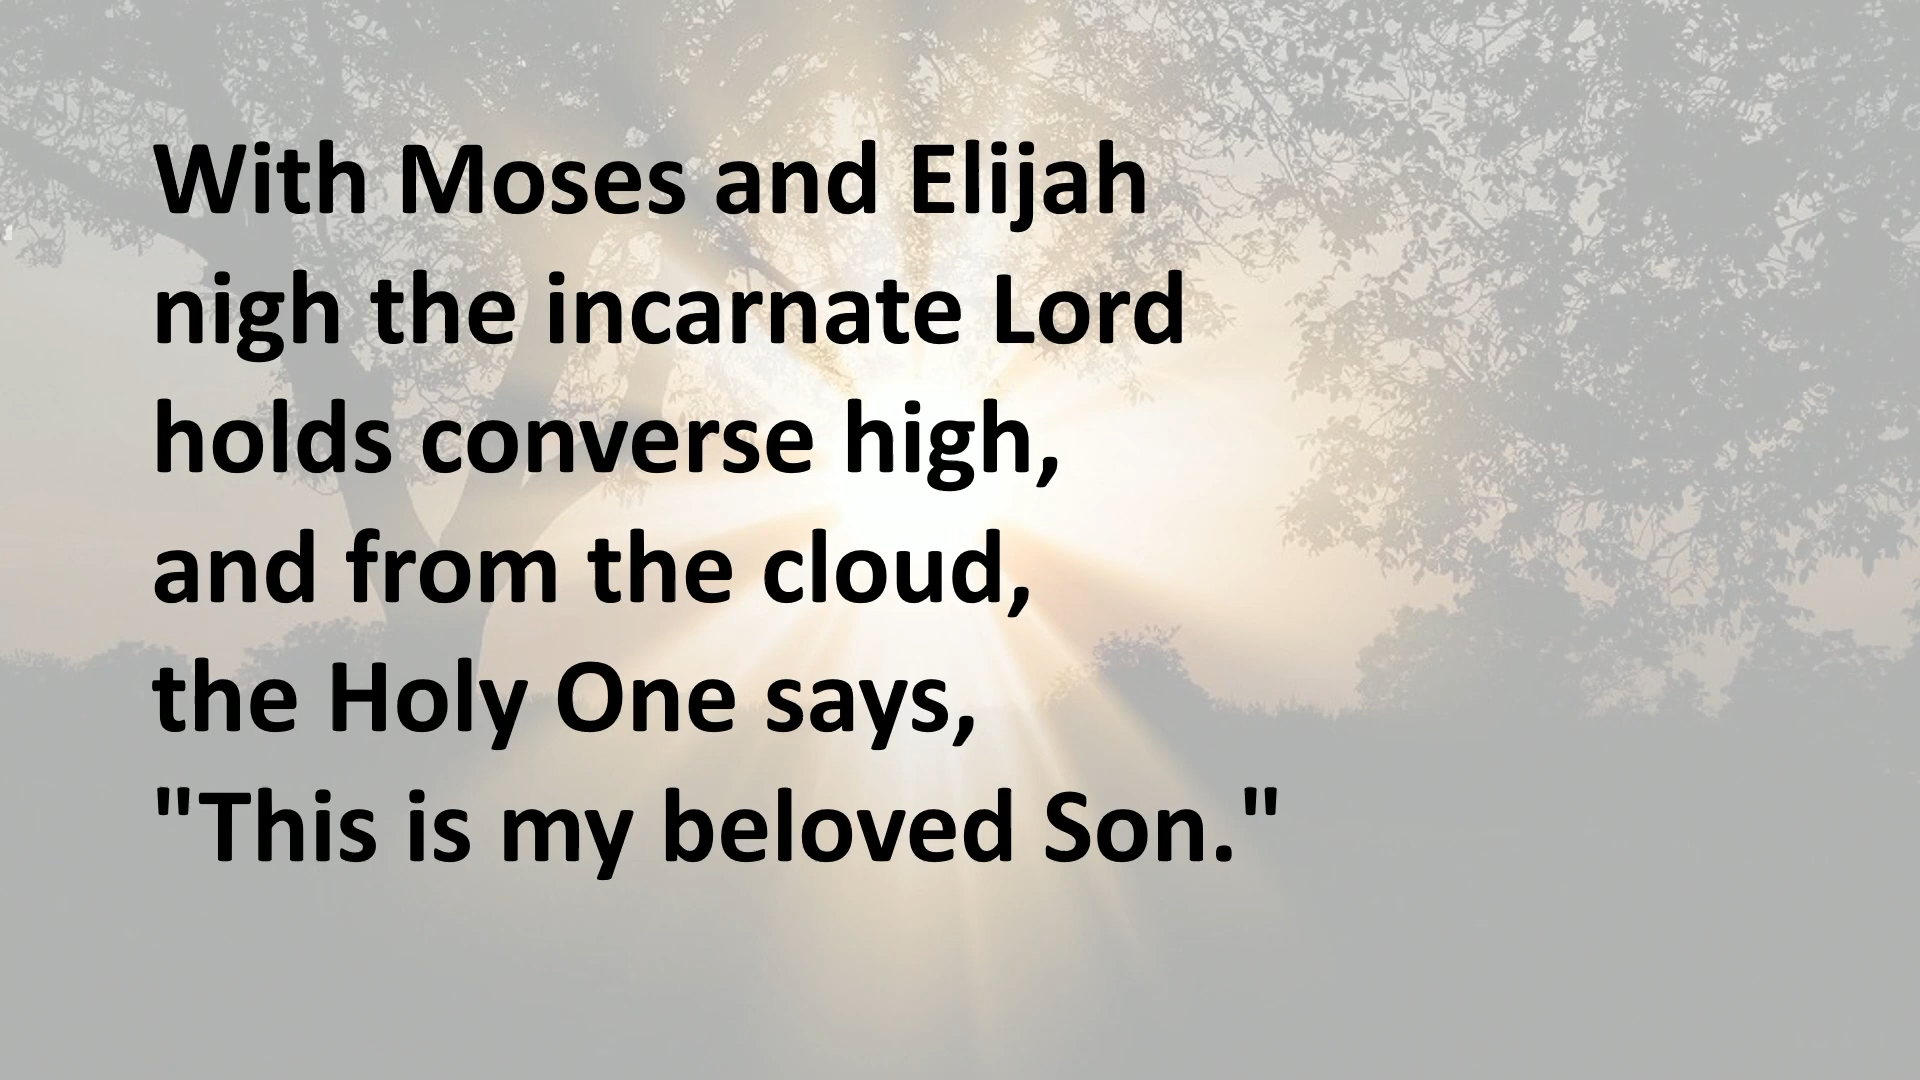 With Moses and Elijah
nigh the incarnate Lord
holds converse high,
and from the cloud,
the Holy One says,
"This is my beloved Son."